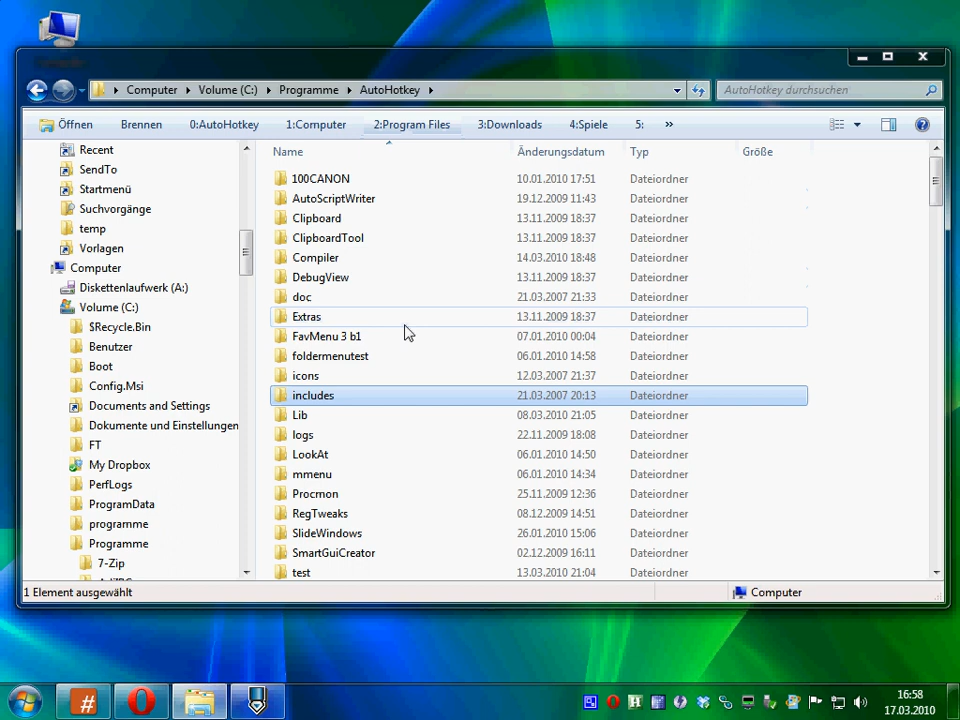 Computer ▸ Volume (C:) ▸ Programme ▸ AutoHotkey ▸
AutoHotkey durchsuchen
Öffnen Brennen 0:AutoHotkey 1:Computer 2:Program Files 3:Downloads 4:Spiele 5: »
Recent
SendTo
Startmenü
Suchvorgänge
temp
Vorlagen
Computer
Diskettenlaufwerk (A:)
Volume (C:)
$Recycle.Bin
Benutzer
Boot
Config.Msi
Documents and Settings
Dokumente und Einstellungen
FT
My Dropbox
PerfLogs
ProgramData
programme
Programme
7-Zip
Name Änderungsdatum Typ Größe
100CANON 10.01.2010 17:51 Dateiordner
AutoScriptWriter 19.12.2009 11:43 Dateiordner
Clipboard 13.11.2009 18:37 Dateiordner
ClipboardTool 13.11.2009 18:37 Dateiordner
Compiler 14.03.2010 18:48 Dateiordner
DebugView 13.11.2009 18:37 Dateiordner
doc 21.03.2007 21:33 Dateiordner
Extras 13.11.2009 18:37 Dateiordner
FavMenu 3 b1 07.01.2010 00:04 Dateiordner
foldermenutest 06.01.2010 14:58 Dateiordner
icons 12.03.2007 21:37 Dateiordner
includes 21.03.2007 20:13 Dateiordner
Lib 08.03.2010 21:05 Dateiordner
logs 22.11.2009 18:08 Dateiordner
LookAt 06.01.2010 14:50 Dateiordner
mmenu 06.01.2010 14:34 Dateiordner
Procmon 25.11.2009 12:36 Dateiordner
RegTweaks 08.12.2009 14:51 Dateiordner
SlideWindows 26.01.2010 15:06 Dateiordner
SmartGuiCreator 02.12.2009 16:11 Dateiordner
test 13.03.2010 21:04 Dateiordner
1 Element ausgewählt
Computer
16:58
17.03.2010